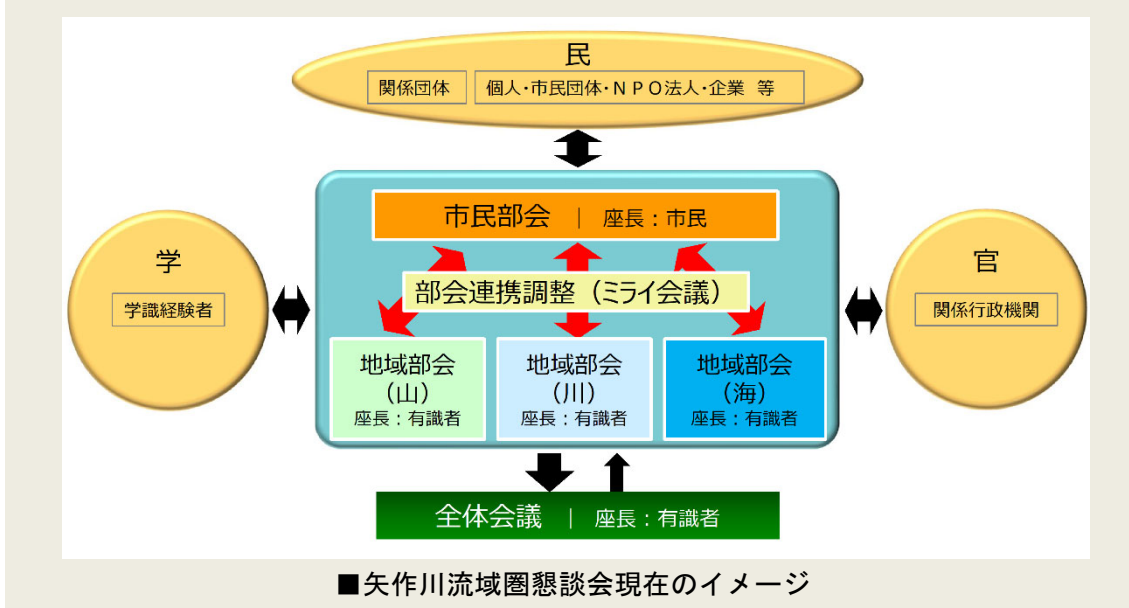 民
関係団体
個人・市民団体・ＮＰＯ法人・企業 等
市民部会 | 座長：市民
学
学識経験者
部会連携調整（ミライ会議）
官
関係行政機関
地域部会
（山）
座長：有識者
地域部会
（川）
座長：有識者
地域部会
（海）
座長：有識者
全体会議 | 座長：有識者
■矢作川流域圏懇談会現在のイメージ